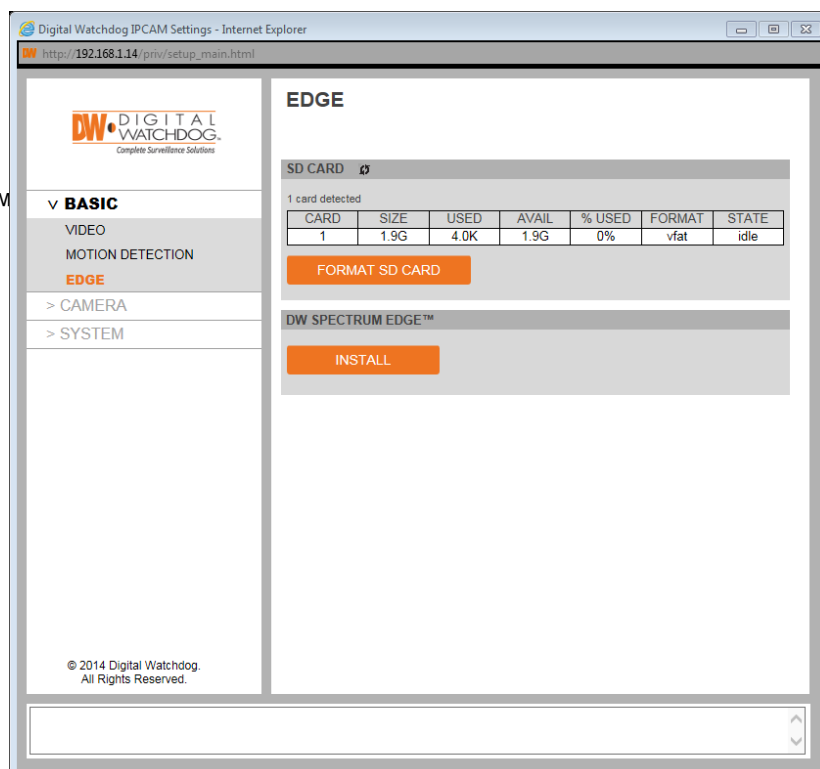 Digital Watchdog IPCAM Settings - Internet Explorer
DW http://192.168.1.14/priv/setup_main.html
DW DIGITAL
WATCHDOG®
Complete Surveillance Solutions
M
v BASIC
VIDEO
MOTION DETECTION
EDGE
> CAMERA
> SYSTEM
© 2014 Digital Watchdog.
All Rights Reserved.
EDGE
SD CARD
1 card detected
CARD SIZE USED AVAIL % USED FORMAT STATE
1 1.9G 4.0K 1.9G 0% vfat idle
FORMAT SD CARD
DW SPECTRUM EDGE™
INSTALL